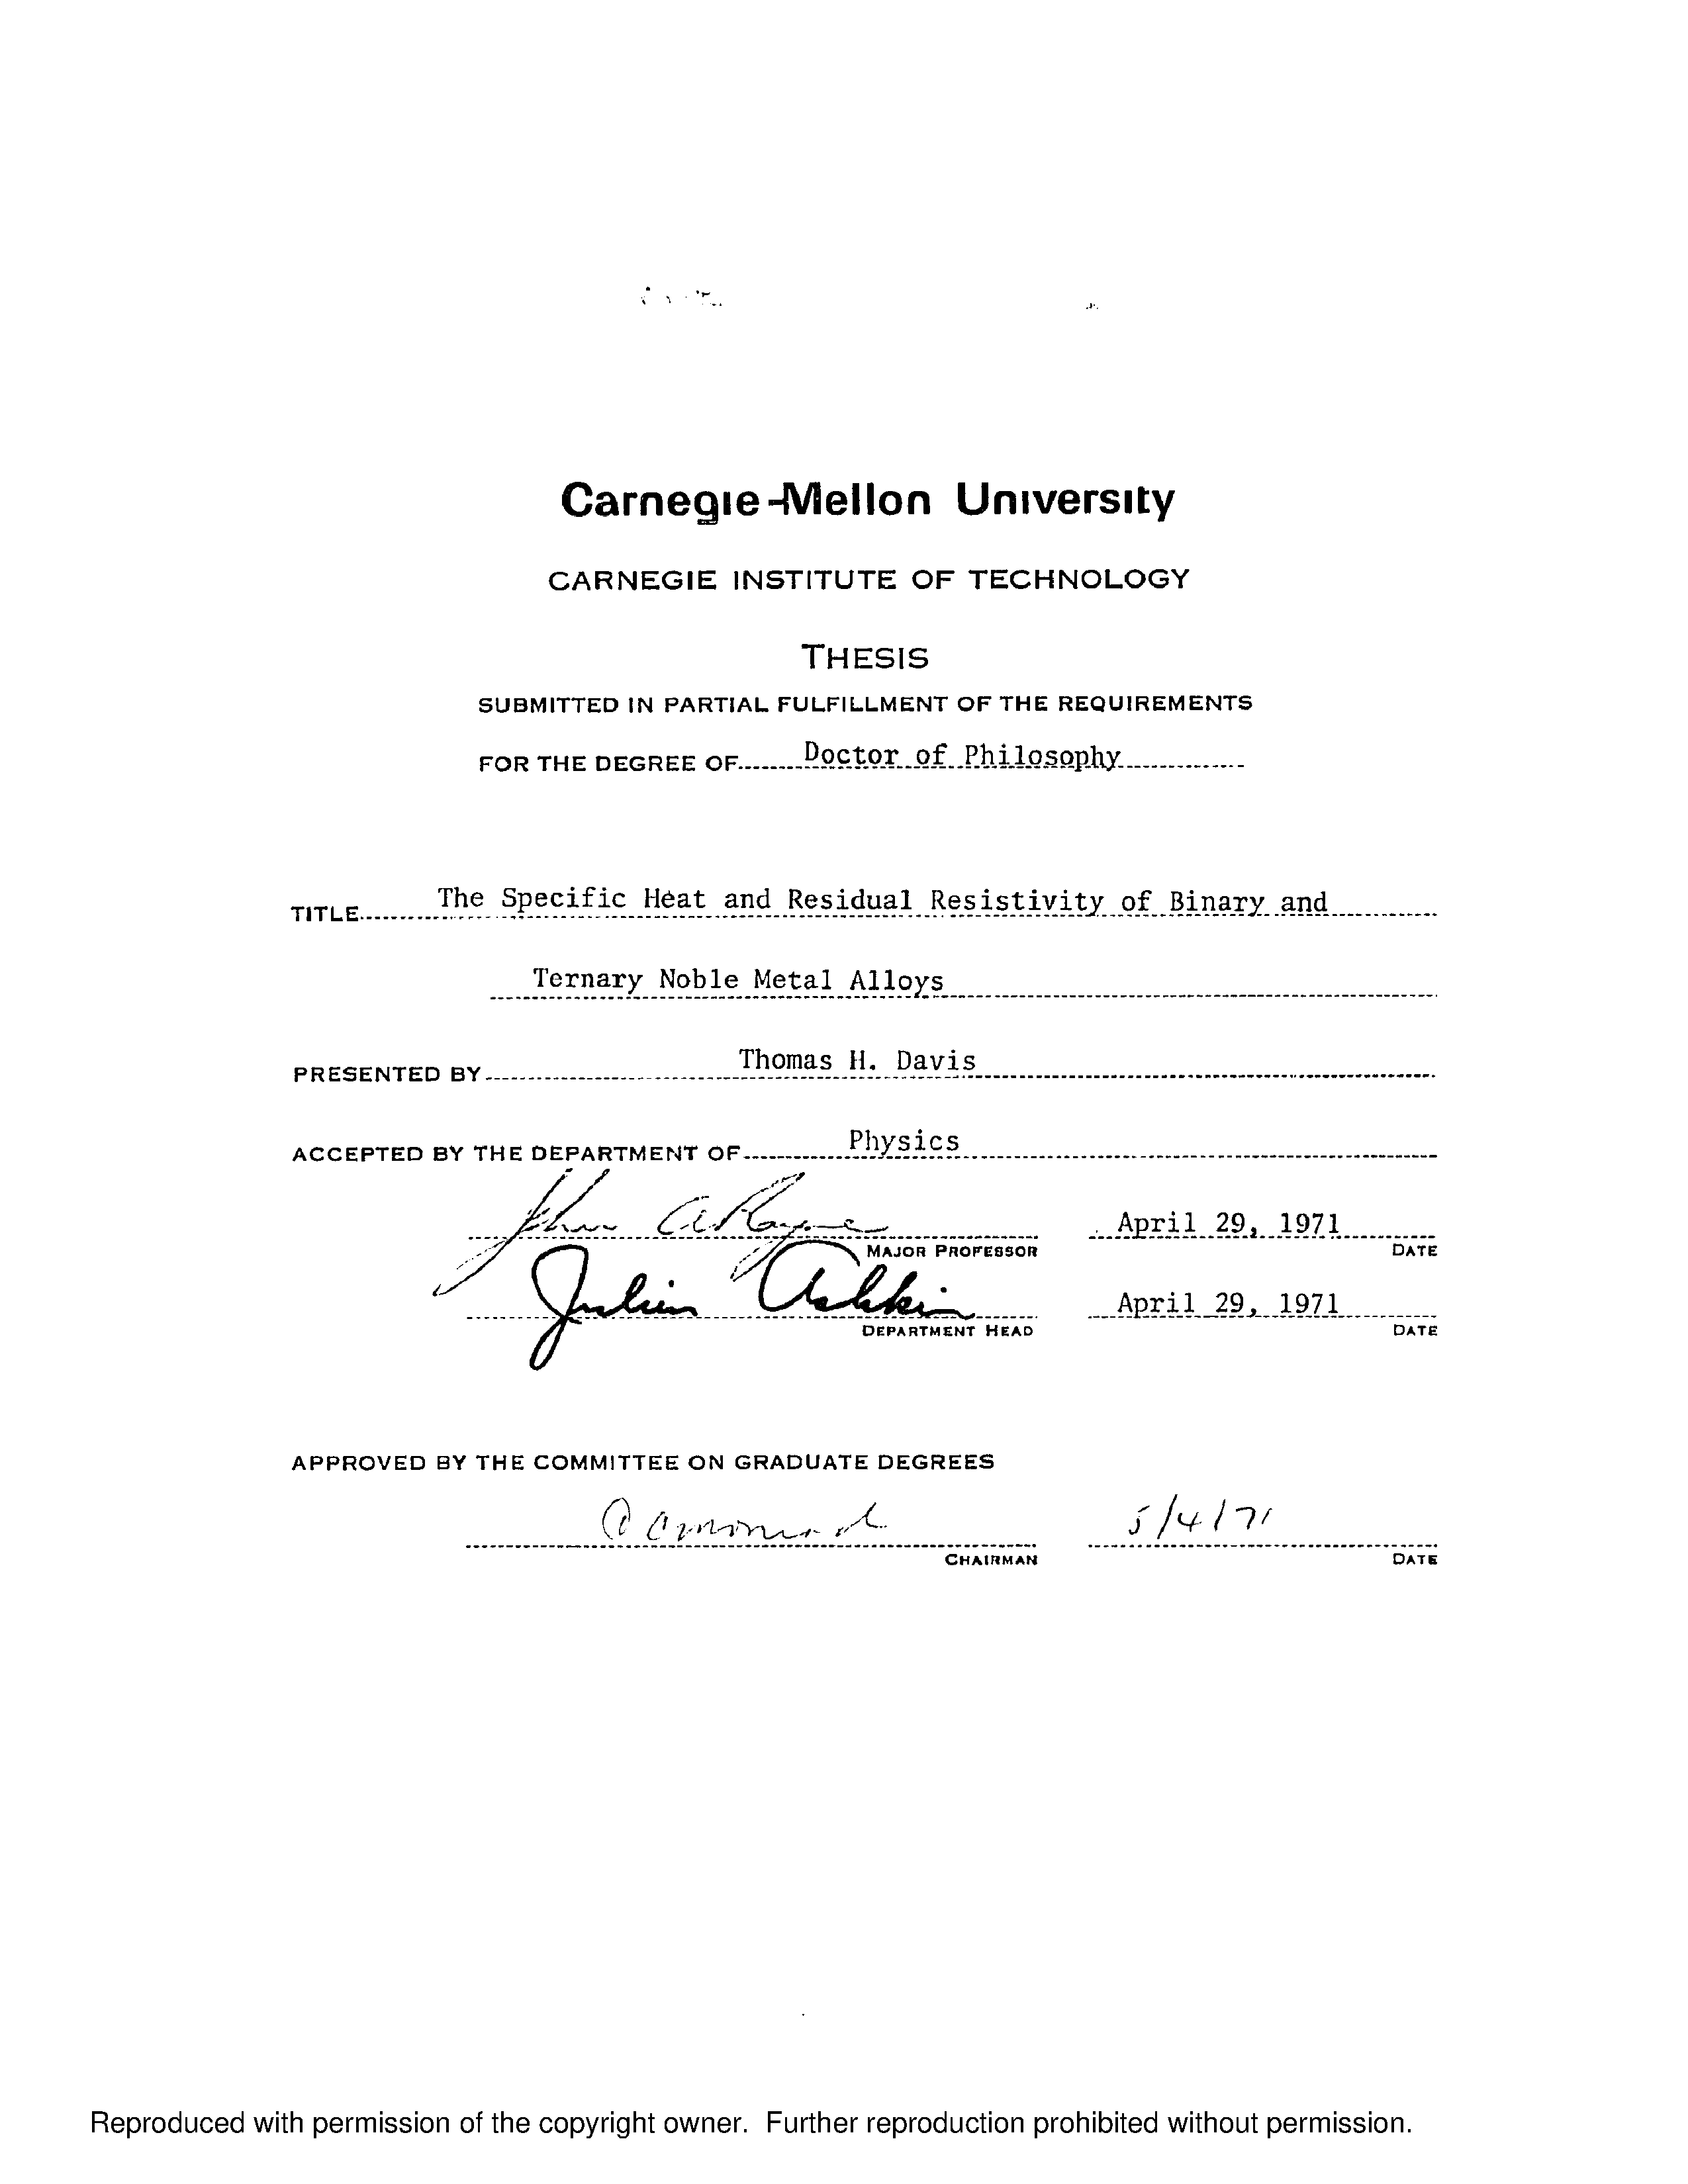 Carnegie-Mellon University
CARNEGIE INSTITUTE OF TECHNOLOGY
THESIS
SUBMITTED IN PARTIAL FULFILLMENT OF THE REQUIREMENTS
FOR THE DEGREE OF Doctor of Philosophy
TITLE The Specific Heat and Residual Resistivity of Binary and
Ternary Noble Metal Alloys
PRESENTED BY Thomas H. Davis
ACCEPTED BY THE DEPARTMENT OF Physics
John A Rayne April 29, 1971
MAJOR PROFESSOR DATE
Julius Ashkin April 29, 1971
DEPARTMENT HEAD DATE
APPROVED BY THE COMMITTEE ON GRADUATE DEGREES
5/4/71
CHAIRMAN DATE
Reproduced with permission of the copyright owner. Further reproduction prohibited without permission.